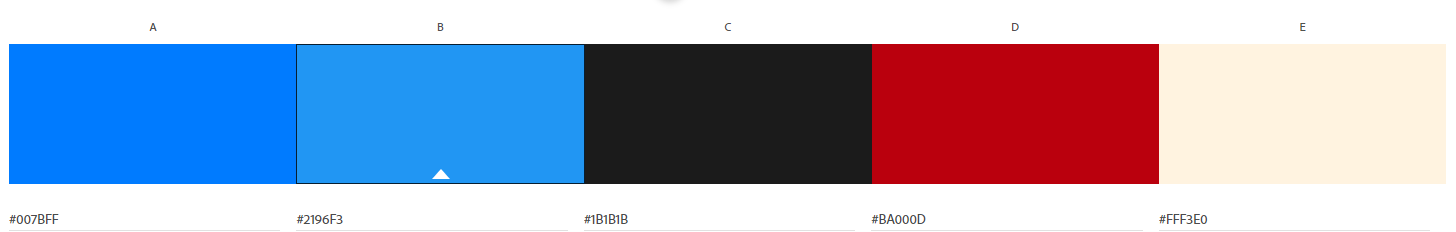 A B C D E
#007BFF #2196F3 #1B1B1B #BA000D #FFF3E0